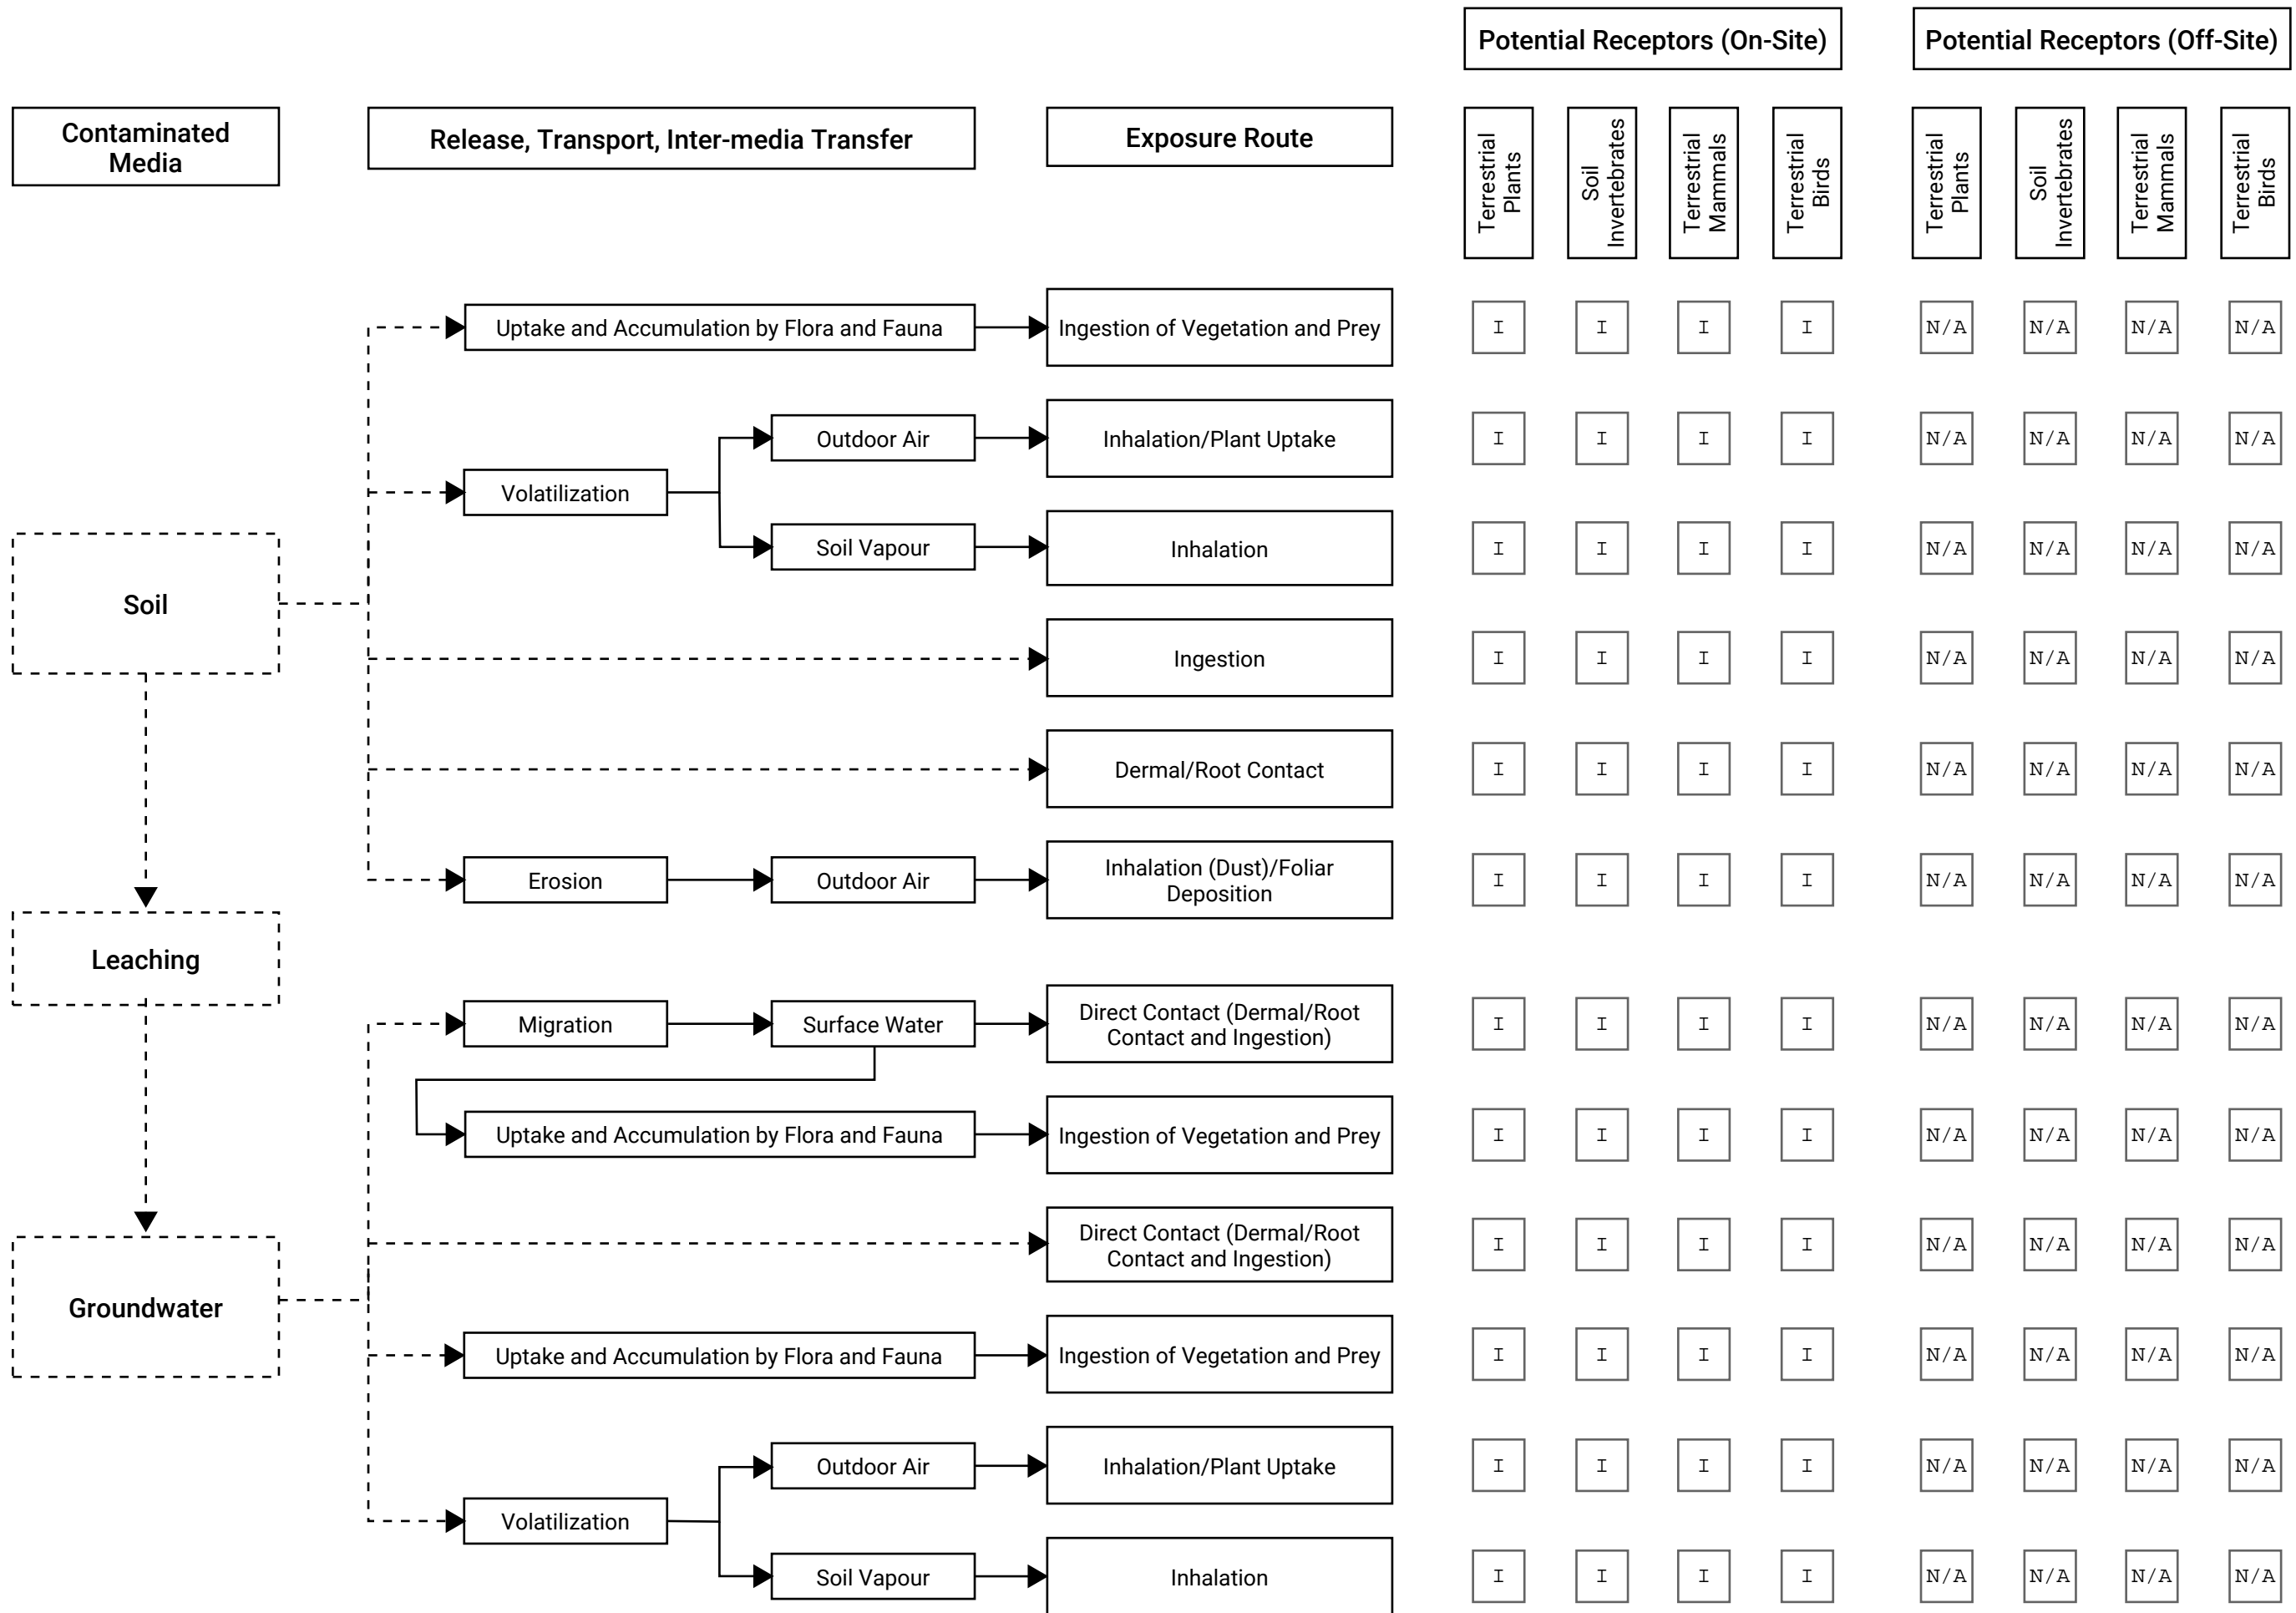 Potential Receptors (On-Site)
Potential Receptors (Off-Site)
Contaminated
Media
Release, Transport, Inter-media Transfer
Exposure Route
Terrestrial
Plants
Soil
Invertebrates
Terrestrial
Mammals
Terrestrial
Birds
Terrestrial
Plants
Soil
Invertebrates
Terrestrial
Mammals
Terrestrial
Birds
Uptake and Accumulation by Flora and Fauna
Ingestion of Vegetation and Prey
I I I I N/A N/A N/A N/A
Outdoor Air
Inhalation/Plant Uptake
I I I I N/A N/A N/A N/A
Volatilization
Soil Vapour
Inhalation
I I I I N/A N/A N/A N/A
Soil
Ingestion
I I I I N/A N/A N/A N/A
Dermal/Root Contact
I I I I N/A N/A N/A N/A
Erosion
Outdoor Air
Inhalation (Dust)/Foliar
Deposition
I I I I N/A N/A N/A N/A
Leaching
Migration
Surface Water
Direct Contact (Dermal/Root
Contact and Ingestion)
I I I I N/A N/A N/A N/A
Uptake and Accumulation by Flora and Fauna
Ingestion of Vegetation and Prey
I I I I N/A N/A N/A N/A
Direct Contact (Dermal/Root
Contact and Ingestion)
I I I I N/A N/A N/A N/A
Groundwater
Uptake and Accumulation by Flora and Fauna
Ingestion of Vegetation and Prey
I I I I N/A N/A N/A N/A
Outdoor Air
Inhalation/Plant Uptake
I I I I N/A N/A N/A N/A
Volatilization
Soil Vapour
Inhalation
I I I I N/A N/A N/A N/A